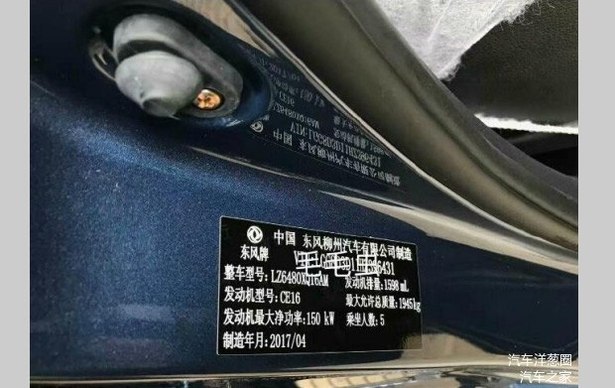 中国 东风柳州汽车有限公司制造
东风牌
6431
整车型号: LZ6480XQ16AM 发动机排量: 1598 mL
发动机型号: CE16 最大允许总质量: 1945kg
发动机最大净功率: 150 kW 乘坐人数: 5
制造年月: 2017/04
汽车洋葱圈
汽车之家